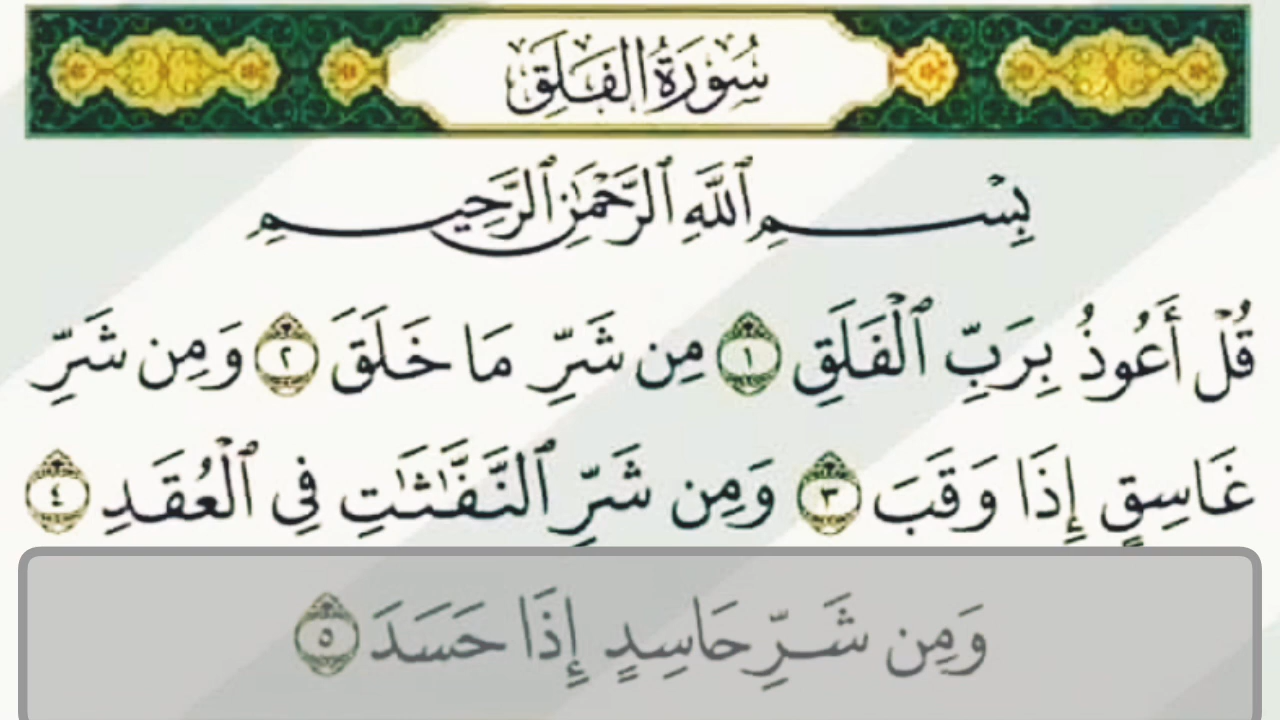 سُورَةُ الفَلَق
بِسْمِ ٱللَّهِ ٱلرَّحْمَٰنِ ٱلرَّحِيمِ
قُلْ أَعُوذُ بِرَبِّ ٱلْفَلَقِ ١ مِن شَرِّ مَا خَلَقَ ٢ وَمِن شَرِّ
غَاسِقٍ إِذَا وَقَبَ ٣ وَمِن شَرِّ ٱلنَّفَّٰثَٰتِ فِى ٱلْعُقَدِ ٤
وَمِن شَرِّ حَاسِدٍ إِذَا حَسَدَ ٥